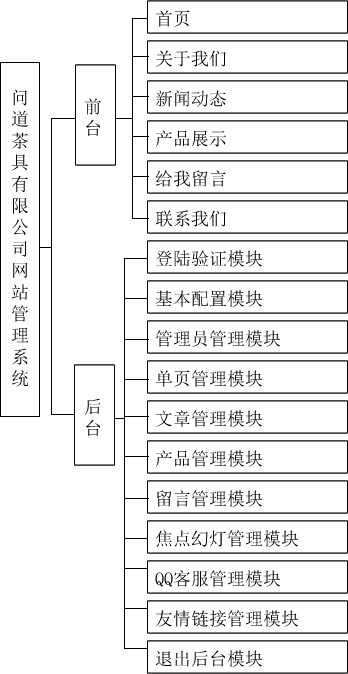 问道茶具有限公司网站管理系统
前台
首页
关于我们
新闻动态
产品展示
给我留言
联系我们
后台
登陆验证模块
基本配置模块
管理员管理模块
单页管理模块
文章管理模块
产品管理模块
留言管理模块
焦点幻灯管理模块
QQ客服管理模块
友情链接管理模块
退出后台模块